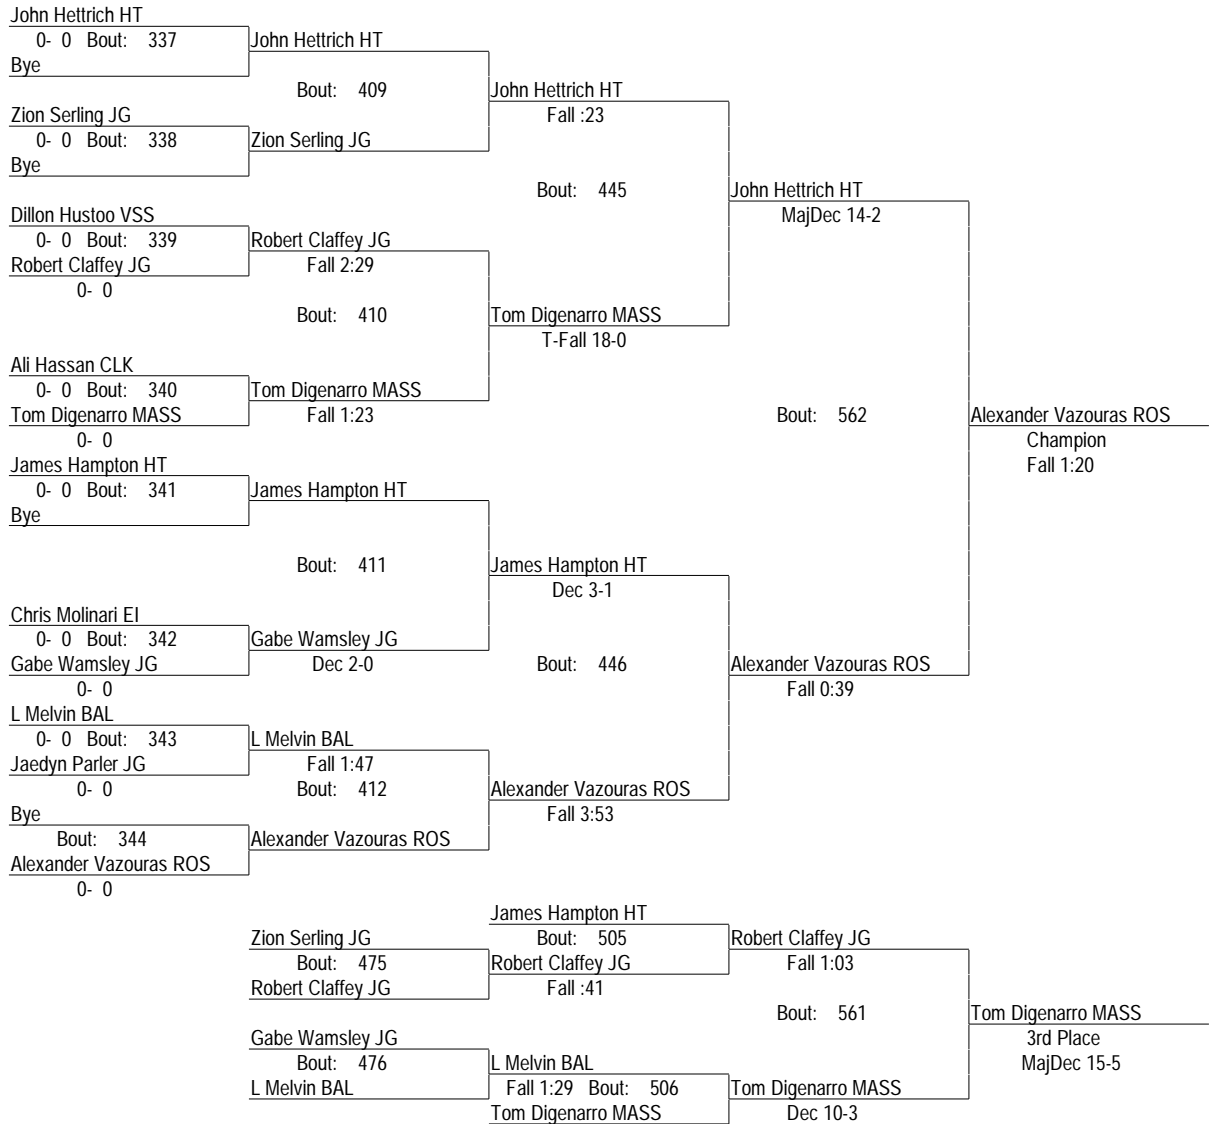 John Hettrich HT
0- 0 Bout: 337
John Hettrich HT
Bye
Bout: 409
John Hettrich HT
Fall :23
Zion Serling JG
0- 0 Bout: 338
Zion Serling JG
Bye
Bout: 445
John Hettrich HT
MajDec 14-2
Dillon Hustoo VSS
0- 0 Bout: 339
Robert Claffey JG
Robert Claffey JG
Fall 2:29
0- 0
Bout: 410
Tom Digenarro MASS
T-Fall 18-0
Ali Hassan CLK
0- 0 Bout: 340
Tom Digenarro MASS
Tom Digenarro MASS
Fall 1:23
0- 0
Bout: 562
Alexander Vazouras ROS
Champion
Fall 1:20
James Hampton HT
0- 0 Bout: 341
James Hampton HT
Bye
Bout: 411
James Hampton HT
Dec 3-1
Chris Molinari EI
0- 0 Bout: 342
Gabe Wamsley JG
Gabe Wamsley JG
Dec 2-0
0- 0
Bout: 446
Alexander Vazouras ROS
Fall 0:39
L Melvin BAL
0- 0 Bout: 343
L Melvin BAL
Jaedyn Parler JG
Fall 1:47
0- 0
Bout: 412
Alexander Vazouras ROS
Fall 3:53
Bye
Bout: 344
Alexander Vazouras ROS
Alexander Vazouras ROS
0- 0
James Hampton HT
Bout: 505
Robert Claffey JG
Fall 1:03
Zion Serling JG
Bout: 475
Robert Claffey JG
Robert Claffey JG
Fall :41
Bout: 561
Tom Digenarro MASS
3rd Place
MajDec 15-5
Gabe Wamsley JG
Bout: 476
L Melvin BAL
L Melvin BAL
Fall 1:29 Bout: 506
Tom Digenarro MASS
Tom Digenarro MASS
Dec 10-3